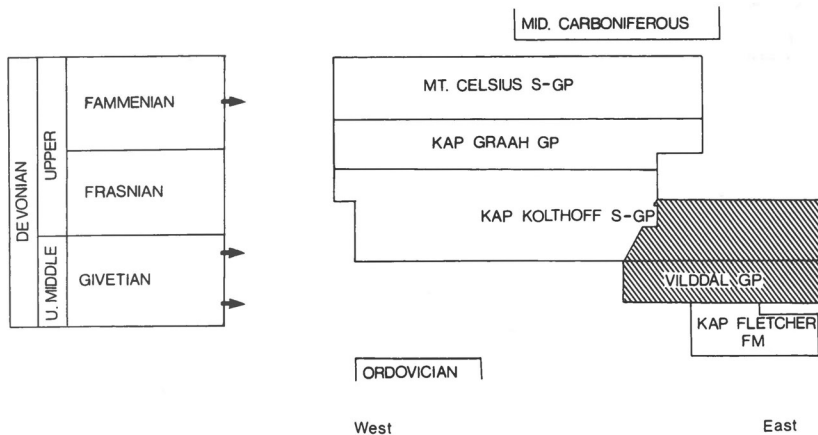 MID. CARBONIFEROUS
DEVONIAN
UPPER
U. MIDDLE
FAMMENIAN
FRASNIAN
GIVETIAN
MT. CELSIUS S-GP
KAP GRAAH GP
KAP KOLTHOFF S-GP
VILDDAL GP
KAP FLETCHER
FM
ORDOVICIAN
West
East